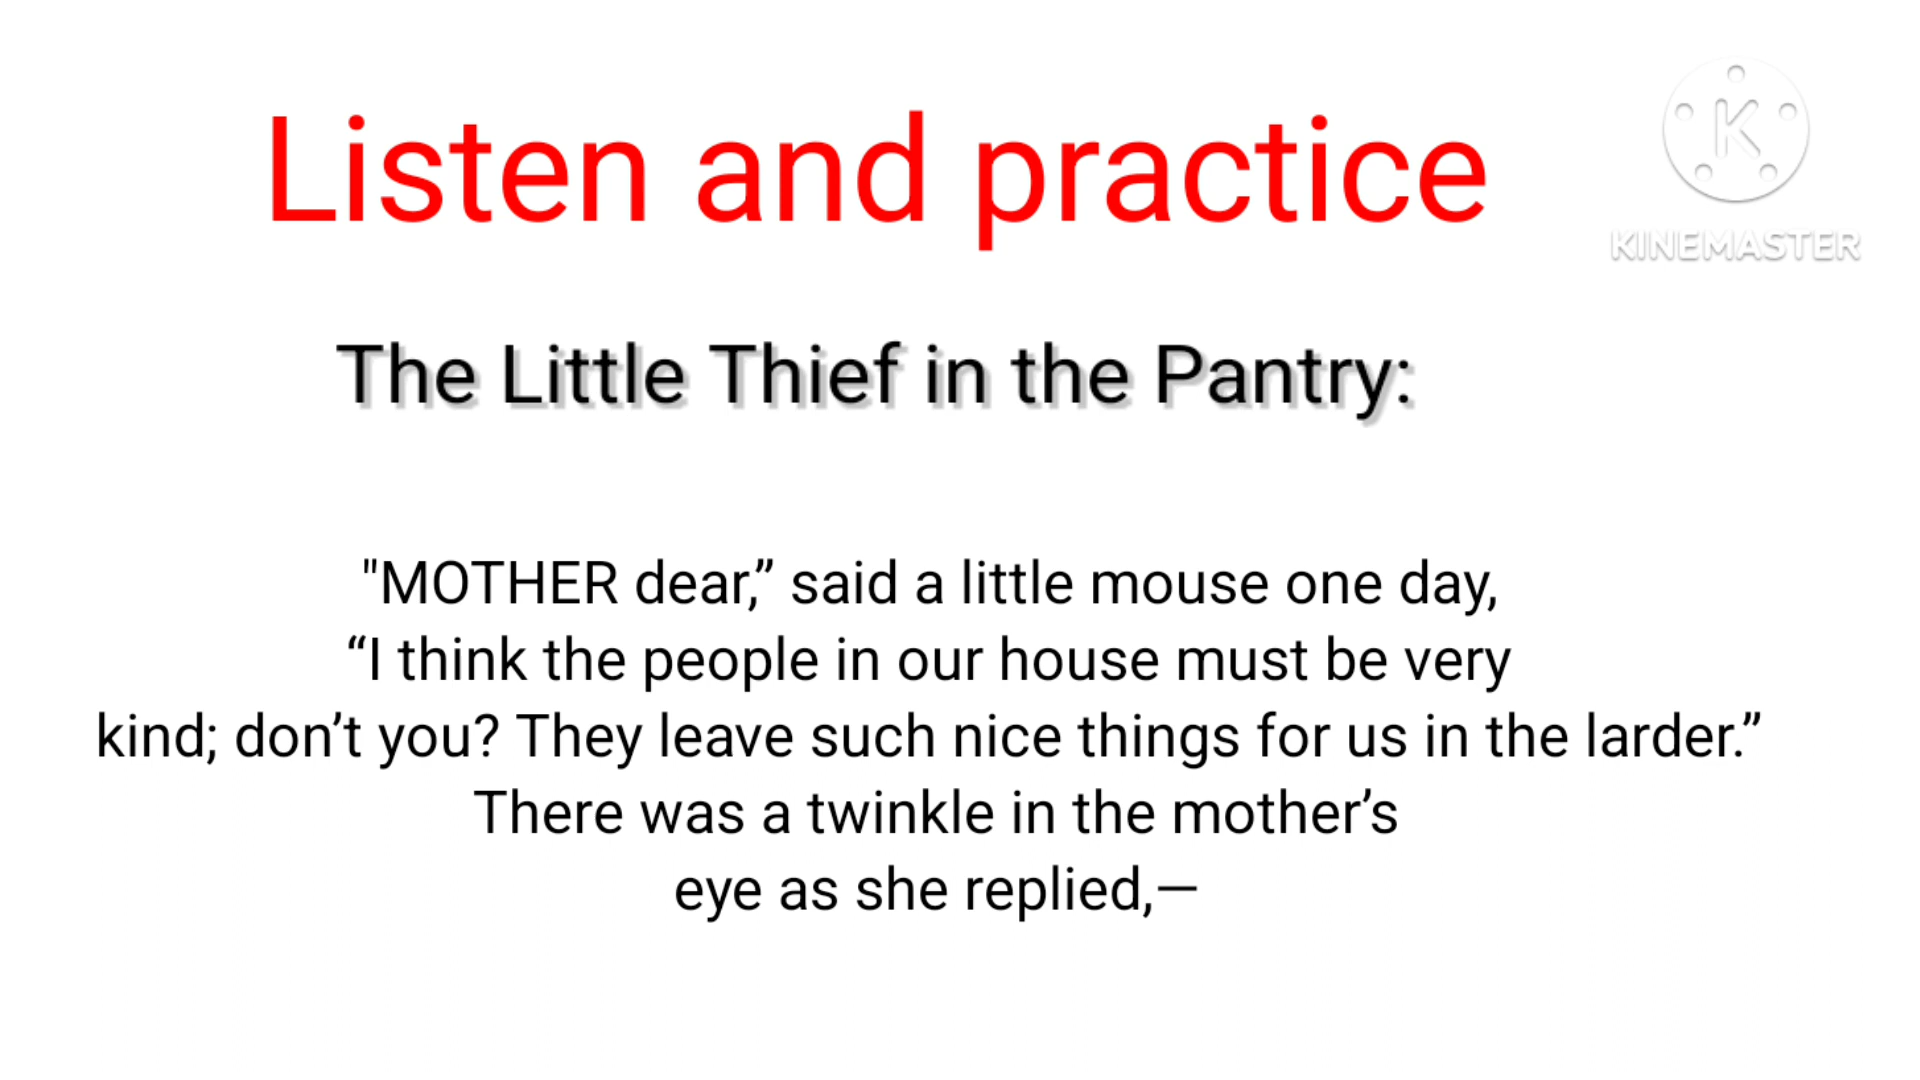 Listen and practice
K
KINEMASTER
The Little Thief in the Pantry:
"MOTHER dear,” said a little mouse one day,
“I think the people in our house must be very
kind; don’t you? They leave such nice things for us in the larder.”
There was a twinkle in the mother’s
eye as she replied,—